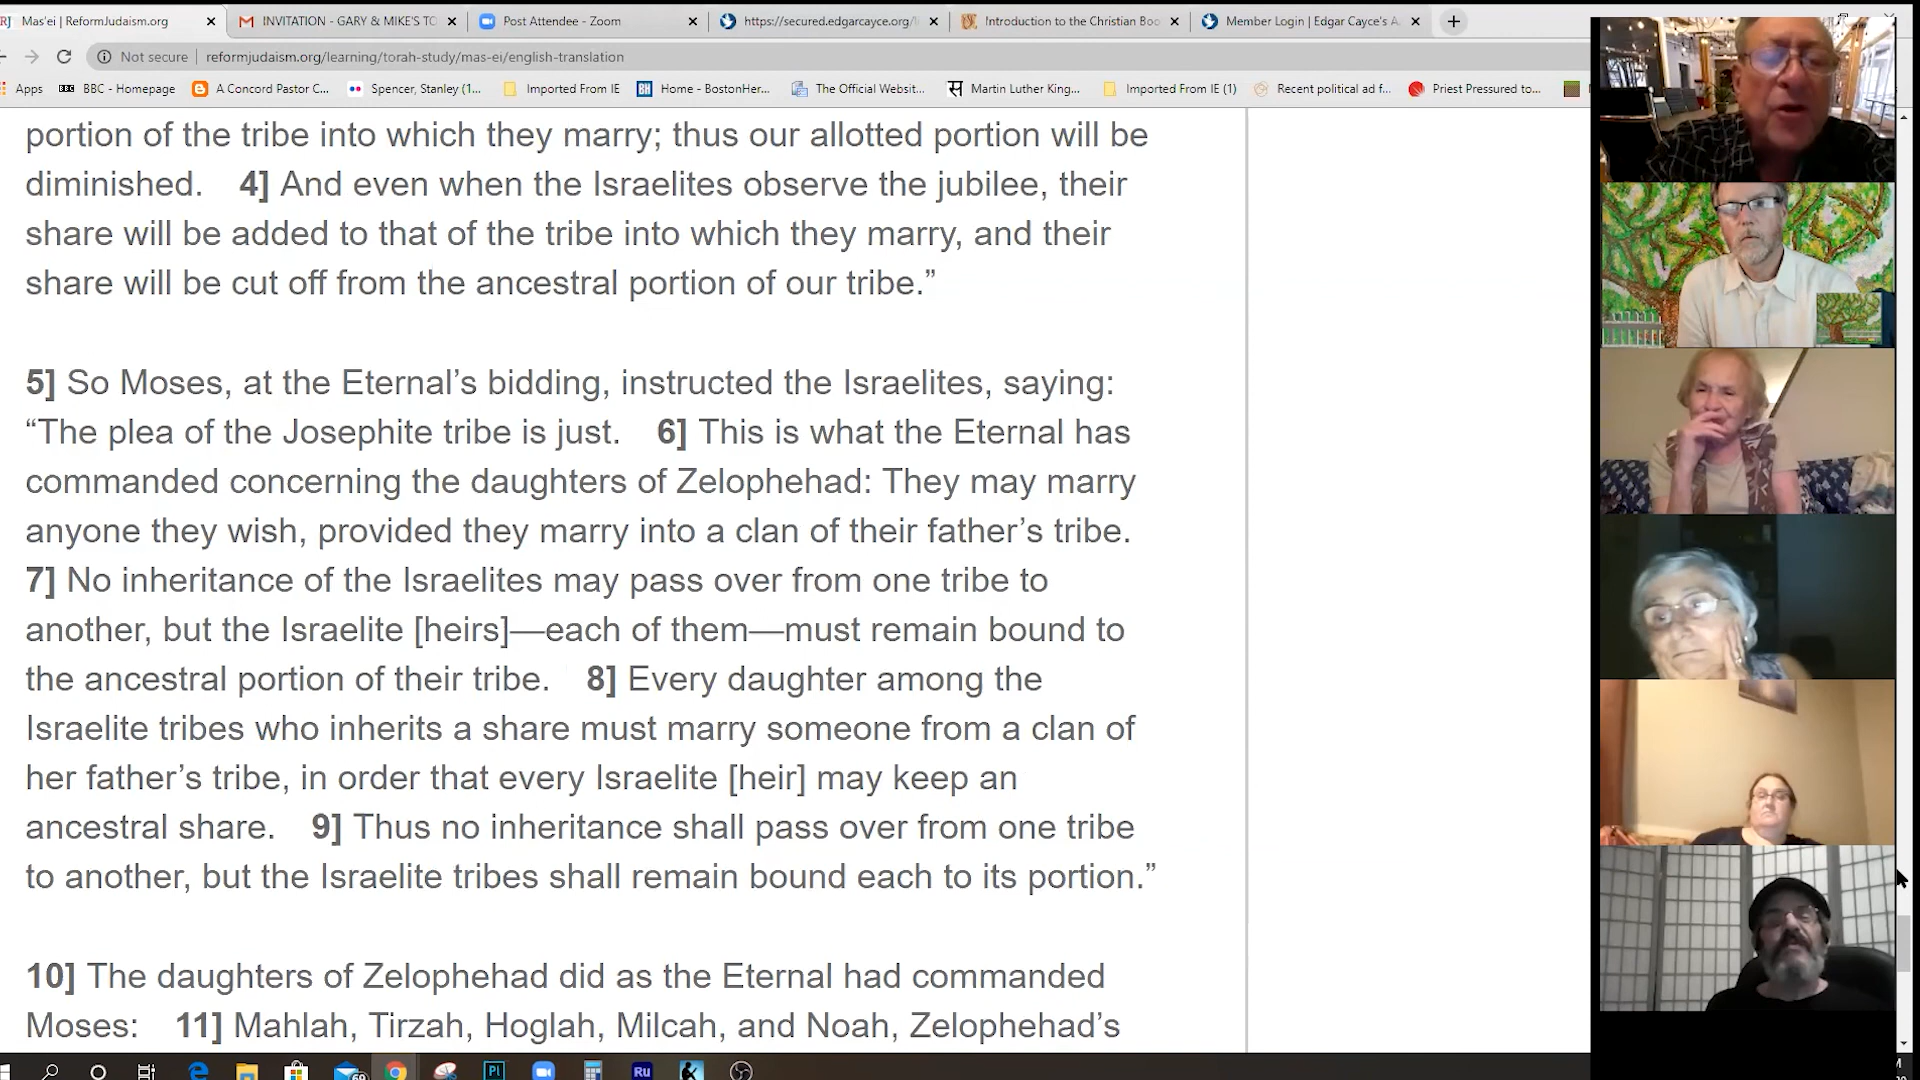 Mas'ei | ReformJudaism.org
INVITATION - GARY & MIKE'S TO
Post Attendee - Zoom
https://secured.edgarcayce.org/
Introduction to the Christian Boo
Member Login | Edgar Cayce's A
Not secure reformjudaism.org/learning/torah-study/mas-ei/english-translation
Apps BBC - Homepage A Concord Pastor C... Spencer, Stanley (1... Imported From IE Home - BostonHer... The Official Websit... Martin Luther King,... Imported From IE (1) Recent political ad f... Priest Pressured to...
portion of the tribe into which they marry; thus our allotted portion will be
diminished. 4] And even when the Israelites observe the jubilee, their
share will be added to that of the tribe into which they marry, and their
share will be cut off from the ancestral portion of our tribe.”
5] So Moses, at the Eternal’s bidding, instructed the Israelites, saying:
“The plea of the Josephite tribe is just. 6] This is what the Eternal has
commanded concerning the daughters of Zelophehad: They may marry
anyone they wish, provided they marry into a clan of their father’s tribe.
7] No inheritance of the Israelites may pass over from one tribe to
another, but the Israelite [heirs]—each of them—must remain bound to
the ancestral portion of their tribe. 8] Every daughter among the
Israelite tribes who inherits a share must marry someone from a clan of
her father’s tribe, in order that every Israelite [heir] may keep an
ancestral share. 9] Thus no inheritance shall pass over from one tribe
to another, but the Israelite tribes shall remain bound each to its portion.”
10] The daughters of Zelophehad did as the Eternal had commanded
Moses: 11] Mahlah, Tirzah, Hoglah, Milcah, and Noah, Zelophehad’s
69 Pl Ru